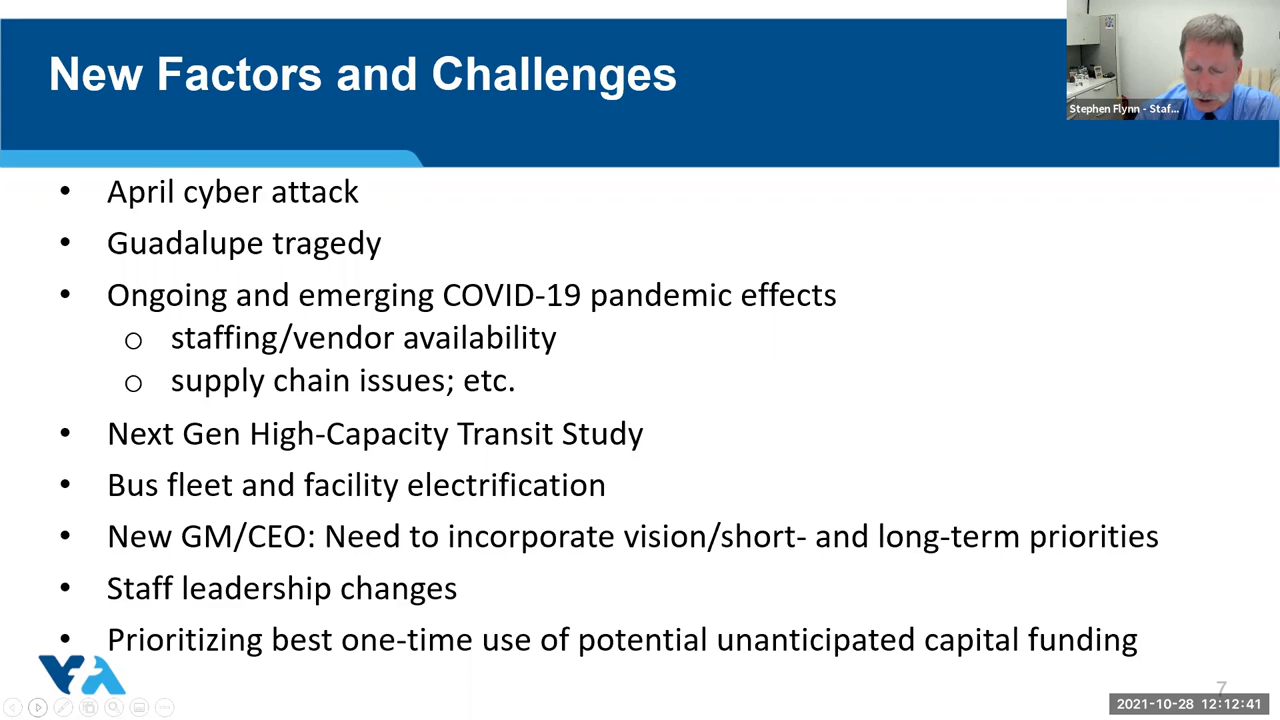 New Factors and Challenges
Stephen Flynn - Staf...
• April cyber attack
• Guadalupe tragedy
• Ongoing and emerging COVID-19 pandemic effects
o staffing/vendor availability
o supply chain issues; etc.
• Next Gen High-Capacity Transit Study
• Bus fleet and facility electrification
• New GM/CEO: Need to incorporate vision/short- and long-term priorities
• Staff leadership changes
• Prioritizing best one-time use of potential unanticipated capital funding
VTA
7
2021-10-28 12:12:41